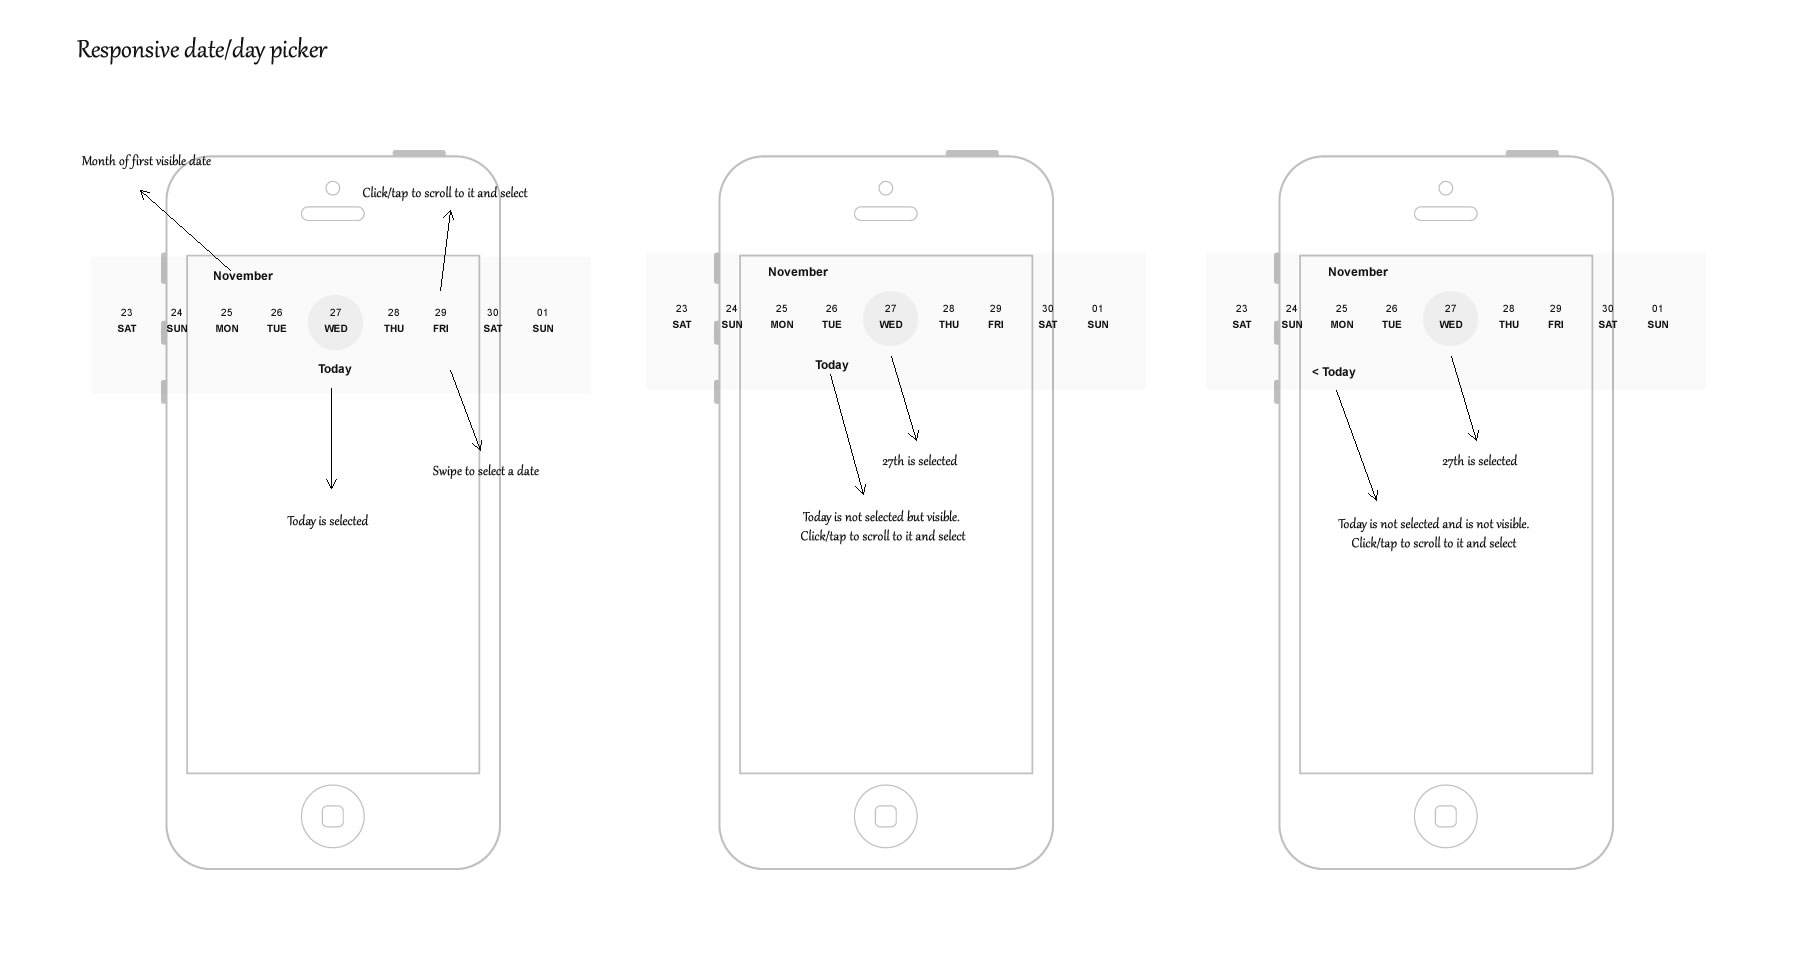 Responsive date/day picker
Month of first visible date
Click/tap to scroll to it and select
November
23 24 25 26 27 28 29 30 01
SAT SUN MON TUE WED THU FRI SAT SUN
Today
Swipe to select a date
Today is selected
November
23 24 25 26 27 28 29 30 01
SAT SUN MON TUE WED THU FRI SAT SUN
Today
27th is selected
Today is not selected but visible.
Click/tap to scroll to it and select
November
23 24 25 26 27 28 29 30 01
SAT SUN MON TUE WED THU FRI SAT SUN
< Today
27th is selected
Today is not selected and is not visible.
Click/tap to scroll to it and select